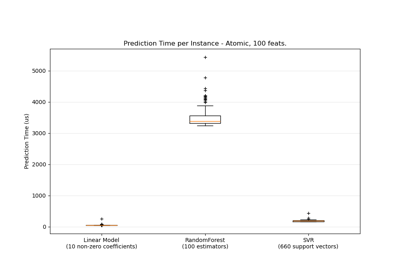 Prediction Time per Instance - Atomic, 100 feats.
Prediction Time (us)
5000
4000
3000
2000
1000
0
Linear Model
(10 non-zero coefficients)
RandomForest
(100 estimators)
SVR
(660 support vectors)